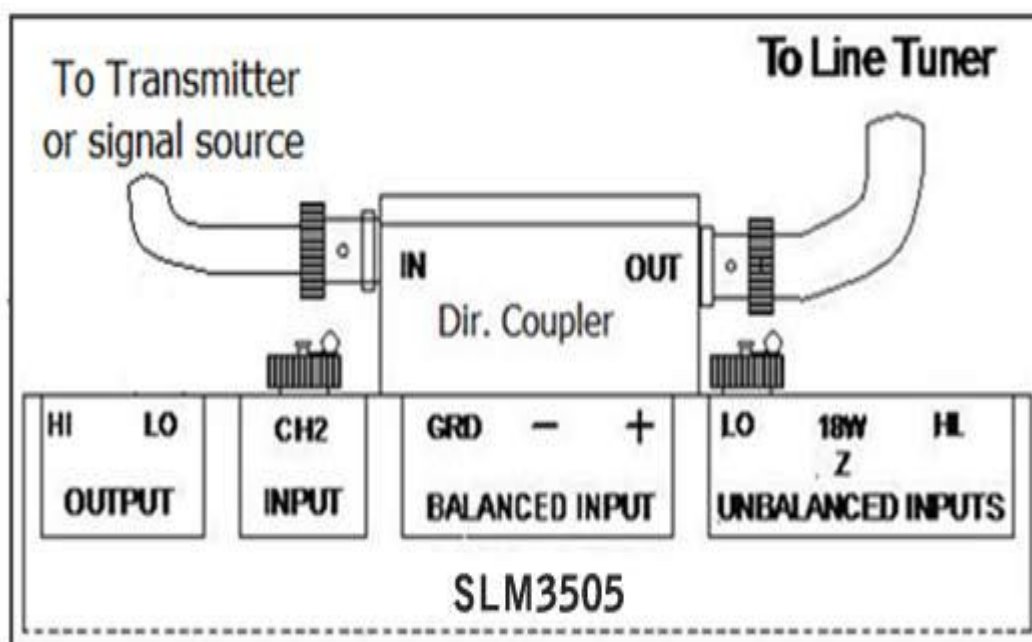 To Transmitter
or signal source
To Line Tuner
IN OUT
Dir. Coupler
HI LO
OUTPUT
CH2
INPUT
GRD − +
BALANCED INPUT
LO 18W HL
Z
UNBALANCED INPUTS
SLM3505